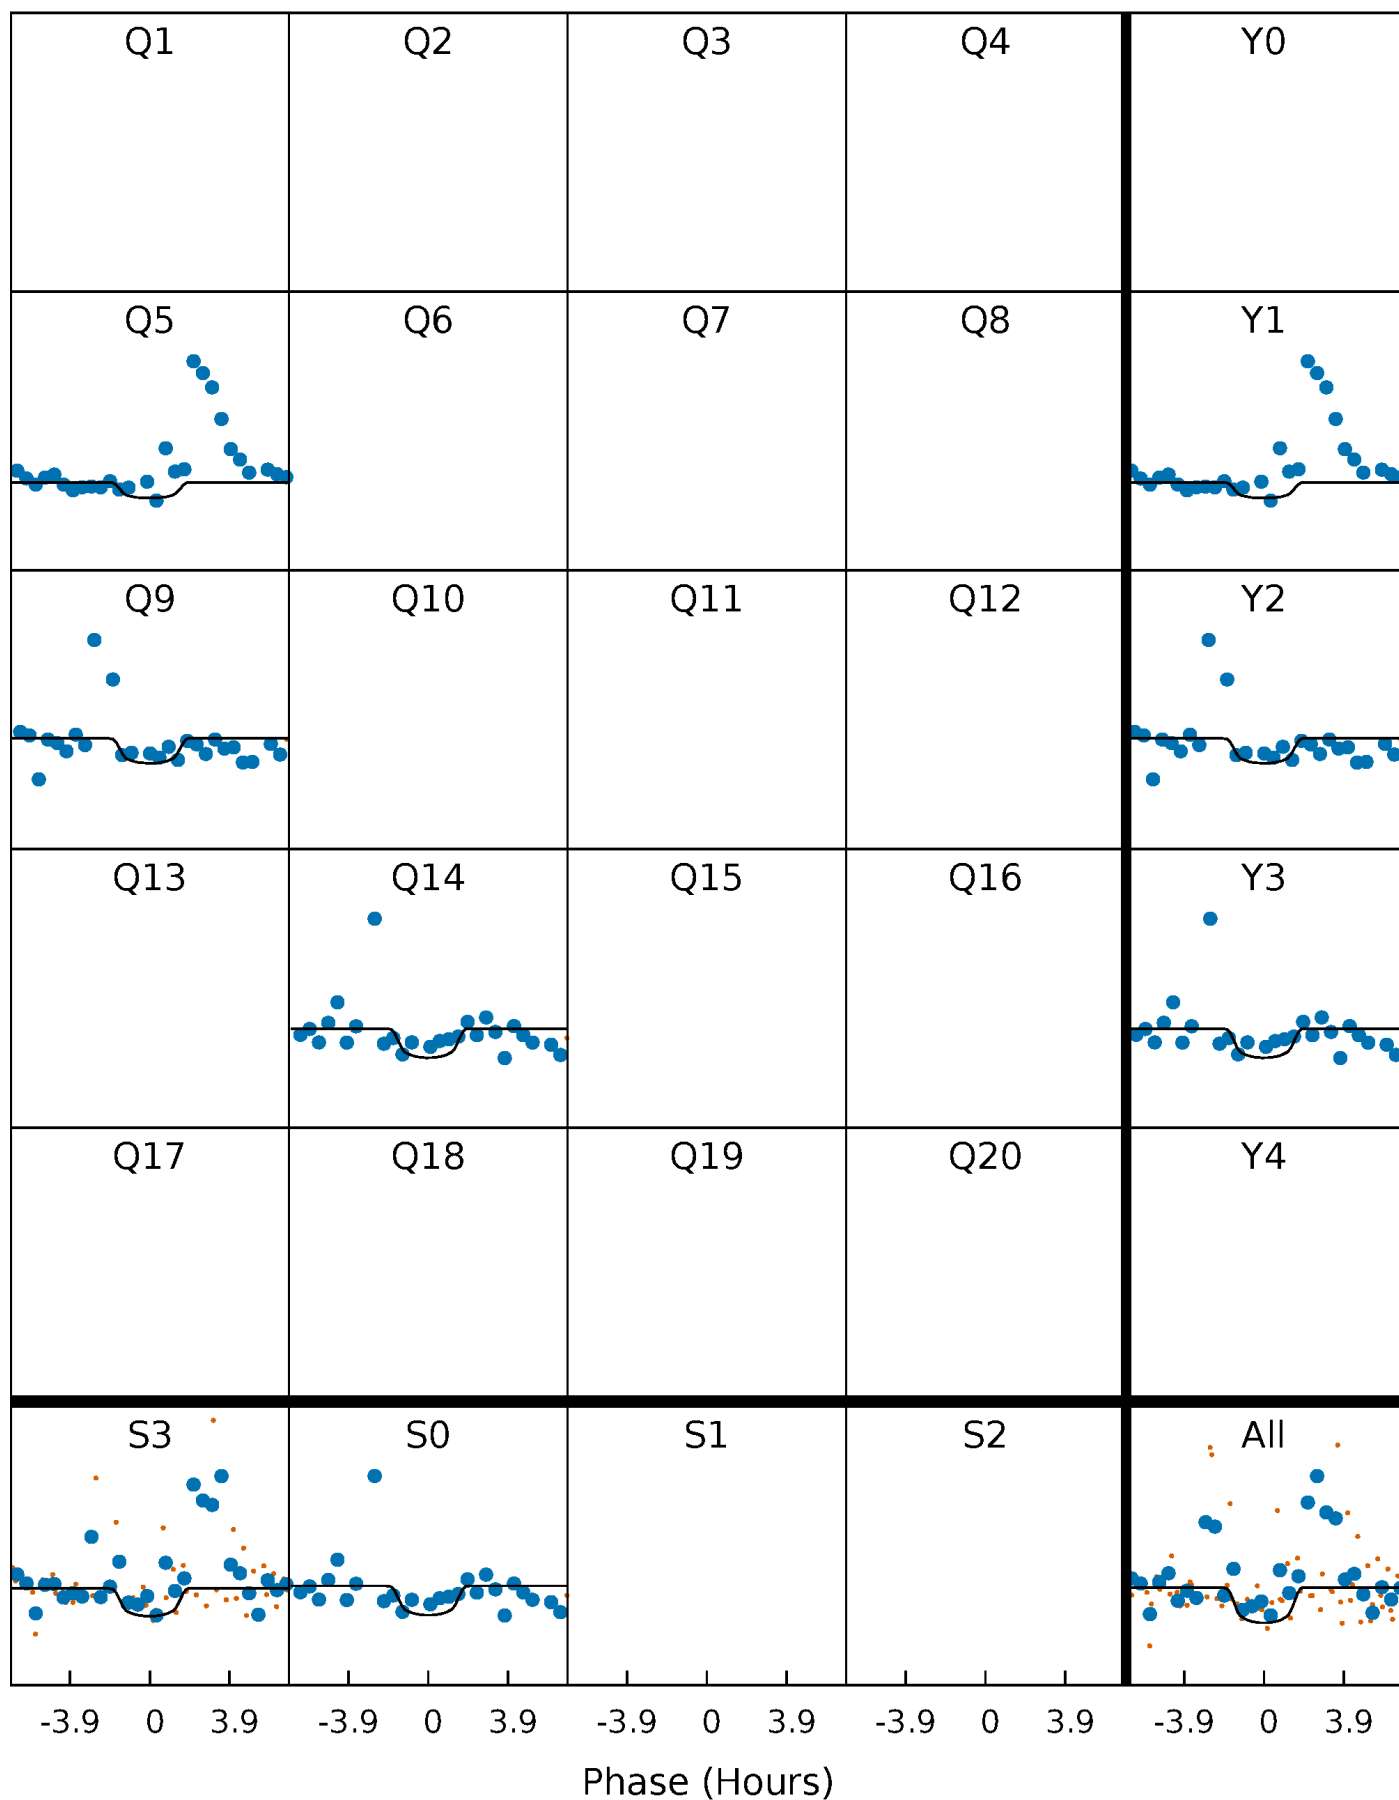 Q1 Q2 Q3 Q4 Y0
Q5 Q6 Q7 Q8 Y1
Q9 Q10 Q11 Q12 Y2
Q13 Q14 Q15 Q16 Y3
Q17 Q18 Q19 Q20 Y4
S3 S0 S1 S2 All
-3.9 0 3.9 -3.9 0 3.9 -3.9 0 3.9 -3.9 0 3.9 -3.9 0 3.9
Phase (Hours)